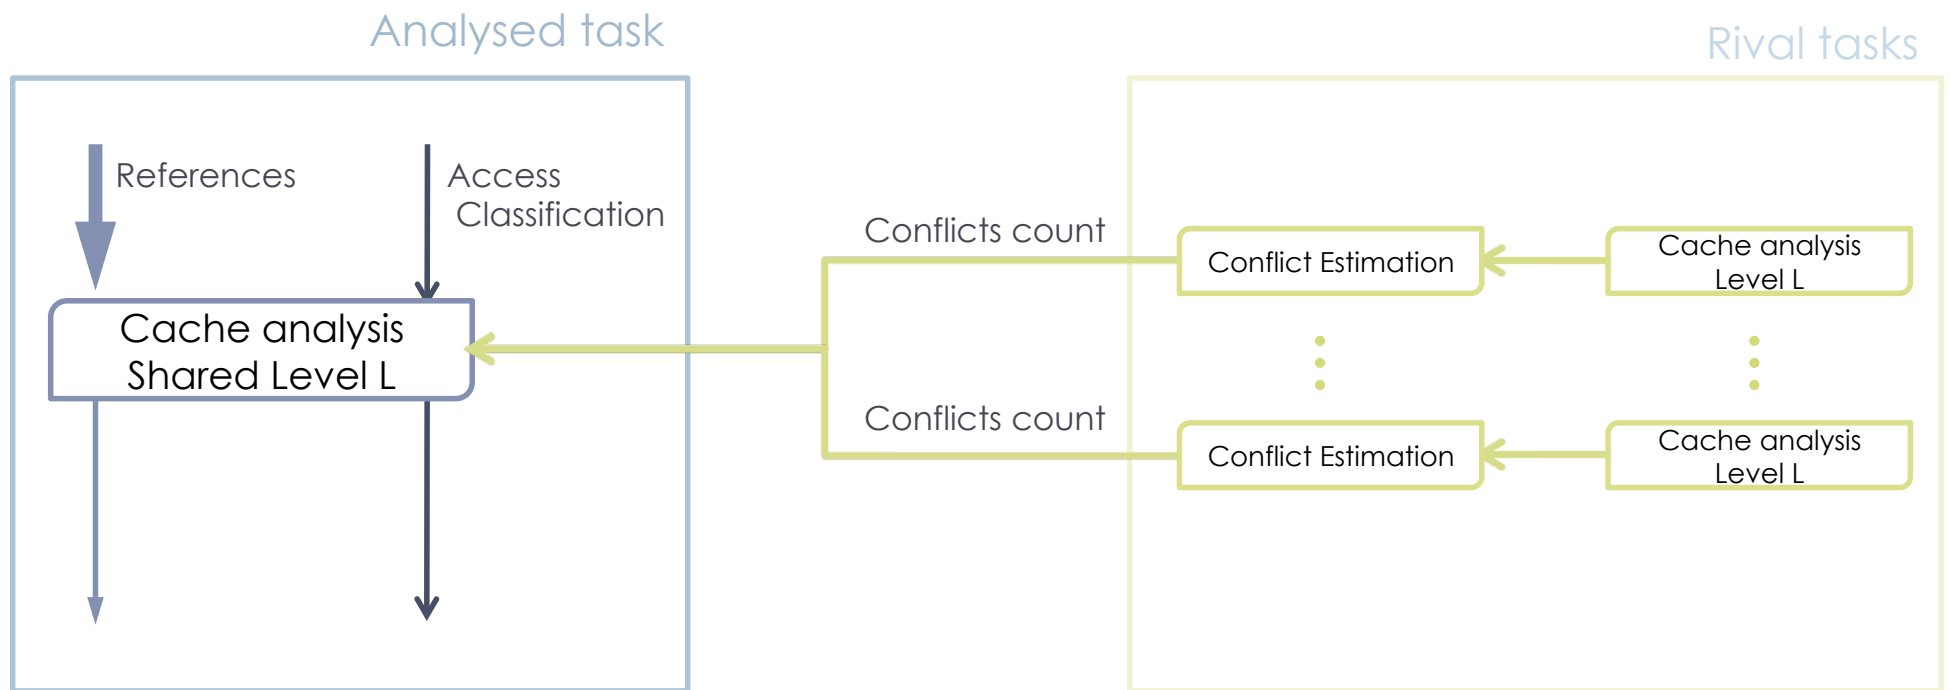 Analysed task
Rival tasks
References
Access
Classification
Cache analysis
Shared Level L
Conflicts count
Conflict Estimation
Cache analysis
Level L
Conflicts count
Conflict Estimation
Cache analysis
Level L